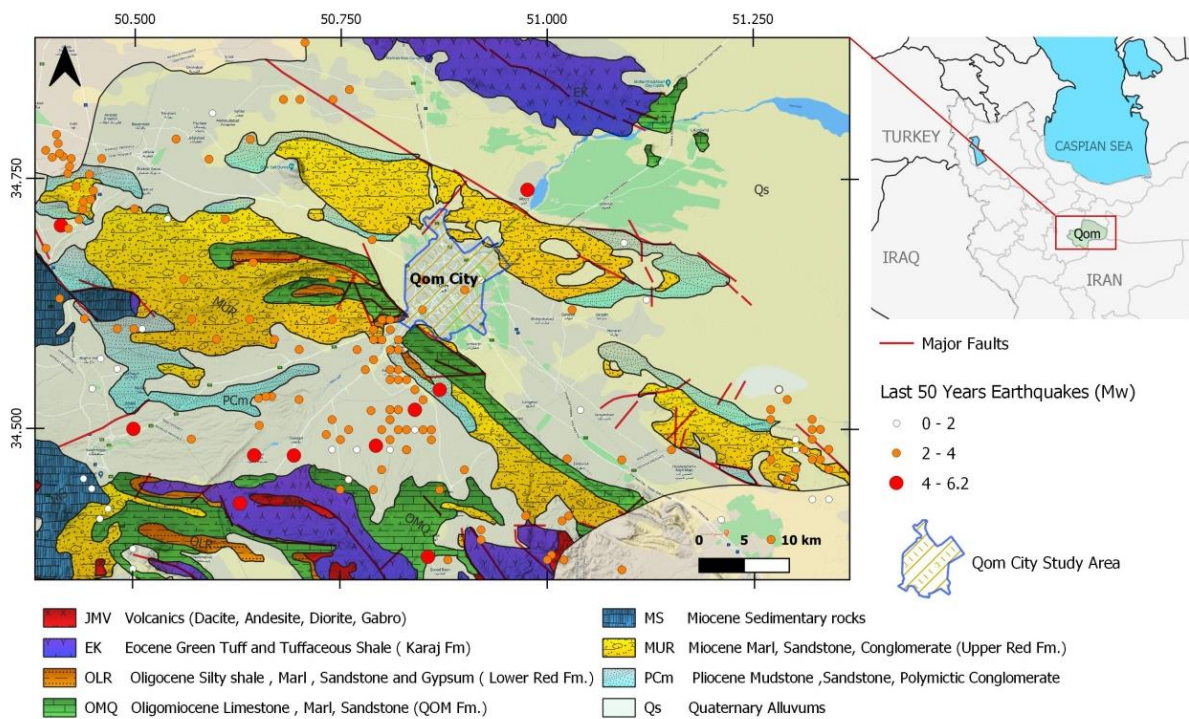 50.500
50.750
51.000
51.250
34.750
34.500
EK
Qs
Qom City
MUR
PCm
OMQ
OLR
0 5 10 km
TURKEY
CASPIAN SEA
Qom
IRAQ
IRAN
Major Faults
Last 50 Years Earthquakes (Mw)
0 - 2
2 - 4
4 - 6.2
Qom City Study Area
JMV Volcanics (Dacite, Andesite, Diorite, Gabro)
EK Eocene Green Tuff and Tuffaceous Shale ( Karaj Fm)
OLR Oligocene Silty shale , Marl , Sandstone and Gypsum ( Lower Red Fm.)
OMQ Oligomiocene Limestone , Marl, Sandstone (QOM Fm.)
MS Miocene Sedimentary rocks
MUR Miocene Marl, Sandstone, Conglomerate (Upper Red Fm.)
PCm Pliocene Mudstone ,Sandstone, Polymictic Conglomerate
Qs Quaternary Alluvums